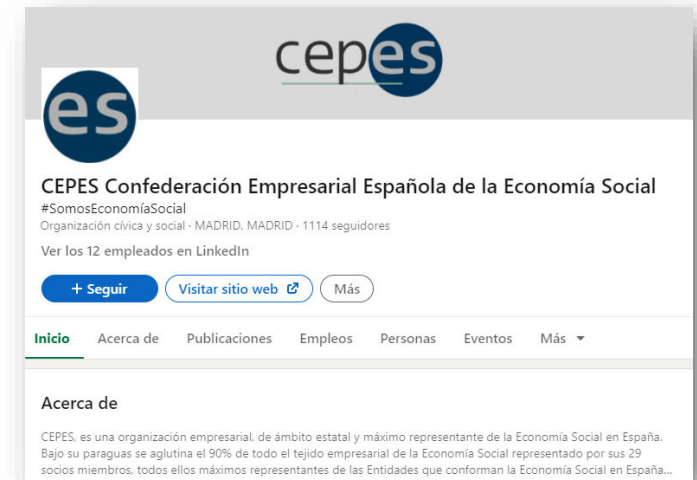 cepes
es
CEPES Confederación Empresarial Española de la Economía Social
#SomosEconomíaSocial
Organización cívica y social · MADRID, MADRID · 1114 seguidores
Ver los 12 empleados en LinkedIn
+ Seguir Visitar sitio web Más
Inicio Acerca de Publicaciones Empleos Personas Eventos Más
Acerca de
CEPES, es una organización empresarial, de ámbito estatal y máximo representante de la Economía Social en España.
Bajo su paraguas se aglutina el 90% de todo el tejido empresarial de la Economía Social representado por sus 29
socios miembros, todos ellos máximos representantes de las Entidades que conforman la Economía Social en España...